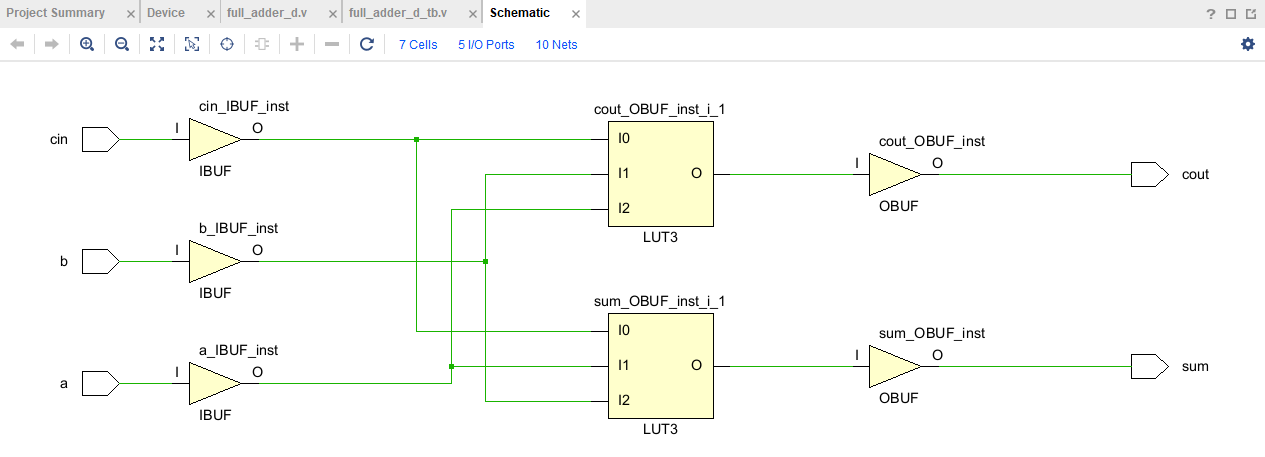 Project Summary × Device × full_adder_d.v × full_adder_d_tb.v × Schematic ×
?
7 Cells 5 I/O Ports 10 Nets
cin_IBUF_inst
cin I O
IBUF
b_IBUF_inst
b I O
IBUF
a_IBUF_inst
a I O
IBUF
cout_OBUF_inst_i_1
I0
I1 O
I2
LUT3
sum_OBUF_inst_i_1
I0
I1 O
I2
LUT3
cout_OBUF_inst
I O cout
OBUF
sum_OBUF_inst
I O sum
OBUF